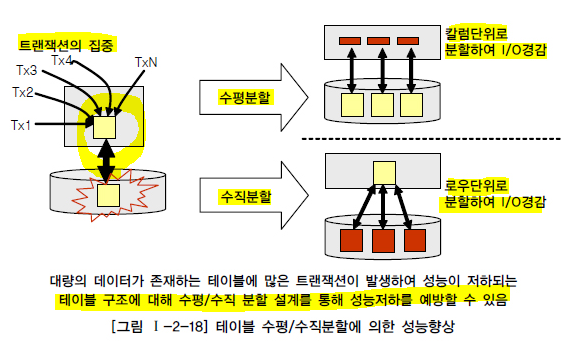 트랜잭션의 집중
Tx4
Tx3
TxN
Tx2
Tx1
수평분할
칼럼단위로
분할하여 I/O경감
수직분할
로우단위로
분할하여 I/O경감
대량의 데이터가 존재하는 테이블에 많은 트랜잭션이 발생하여 성능이 저하되는
테이블 구조에 대해 수평/수직 분할 설계를 통해 성능저하를 예방할 수 있음
[그림 Ⅰ-2-18] 테이블 수평/수직분할에 의한 성능향상